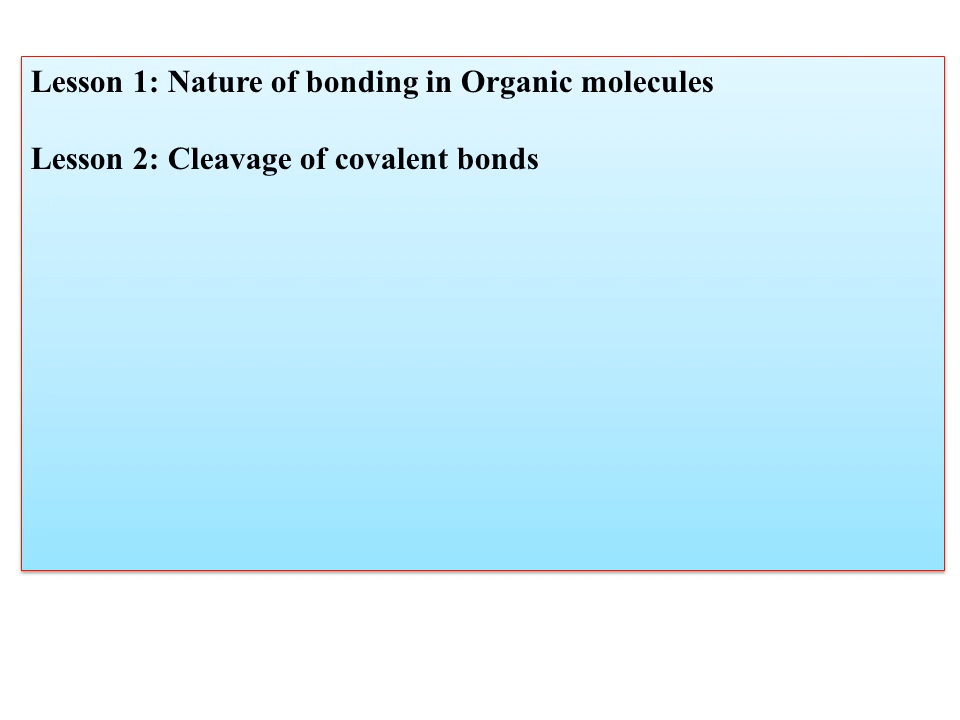 Lesson 1: Nature of bonding in Organic molecules
Lesson 2: Cleavage of covalent bonds